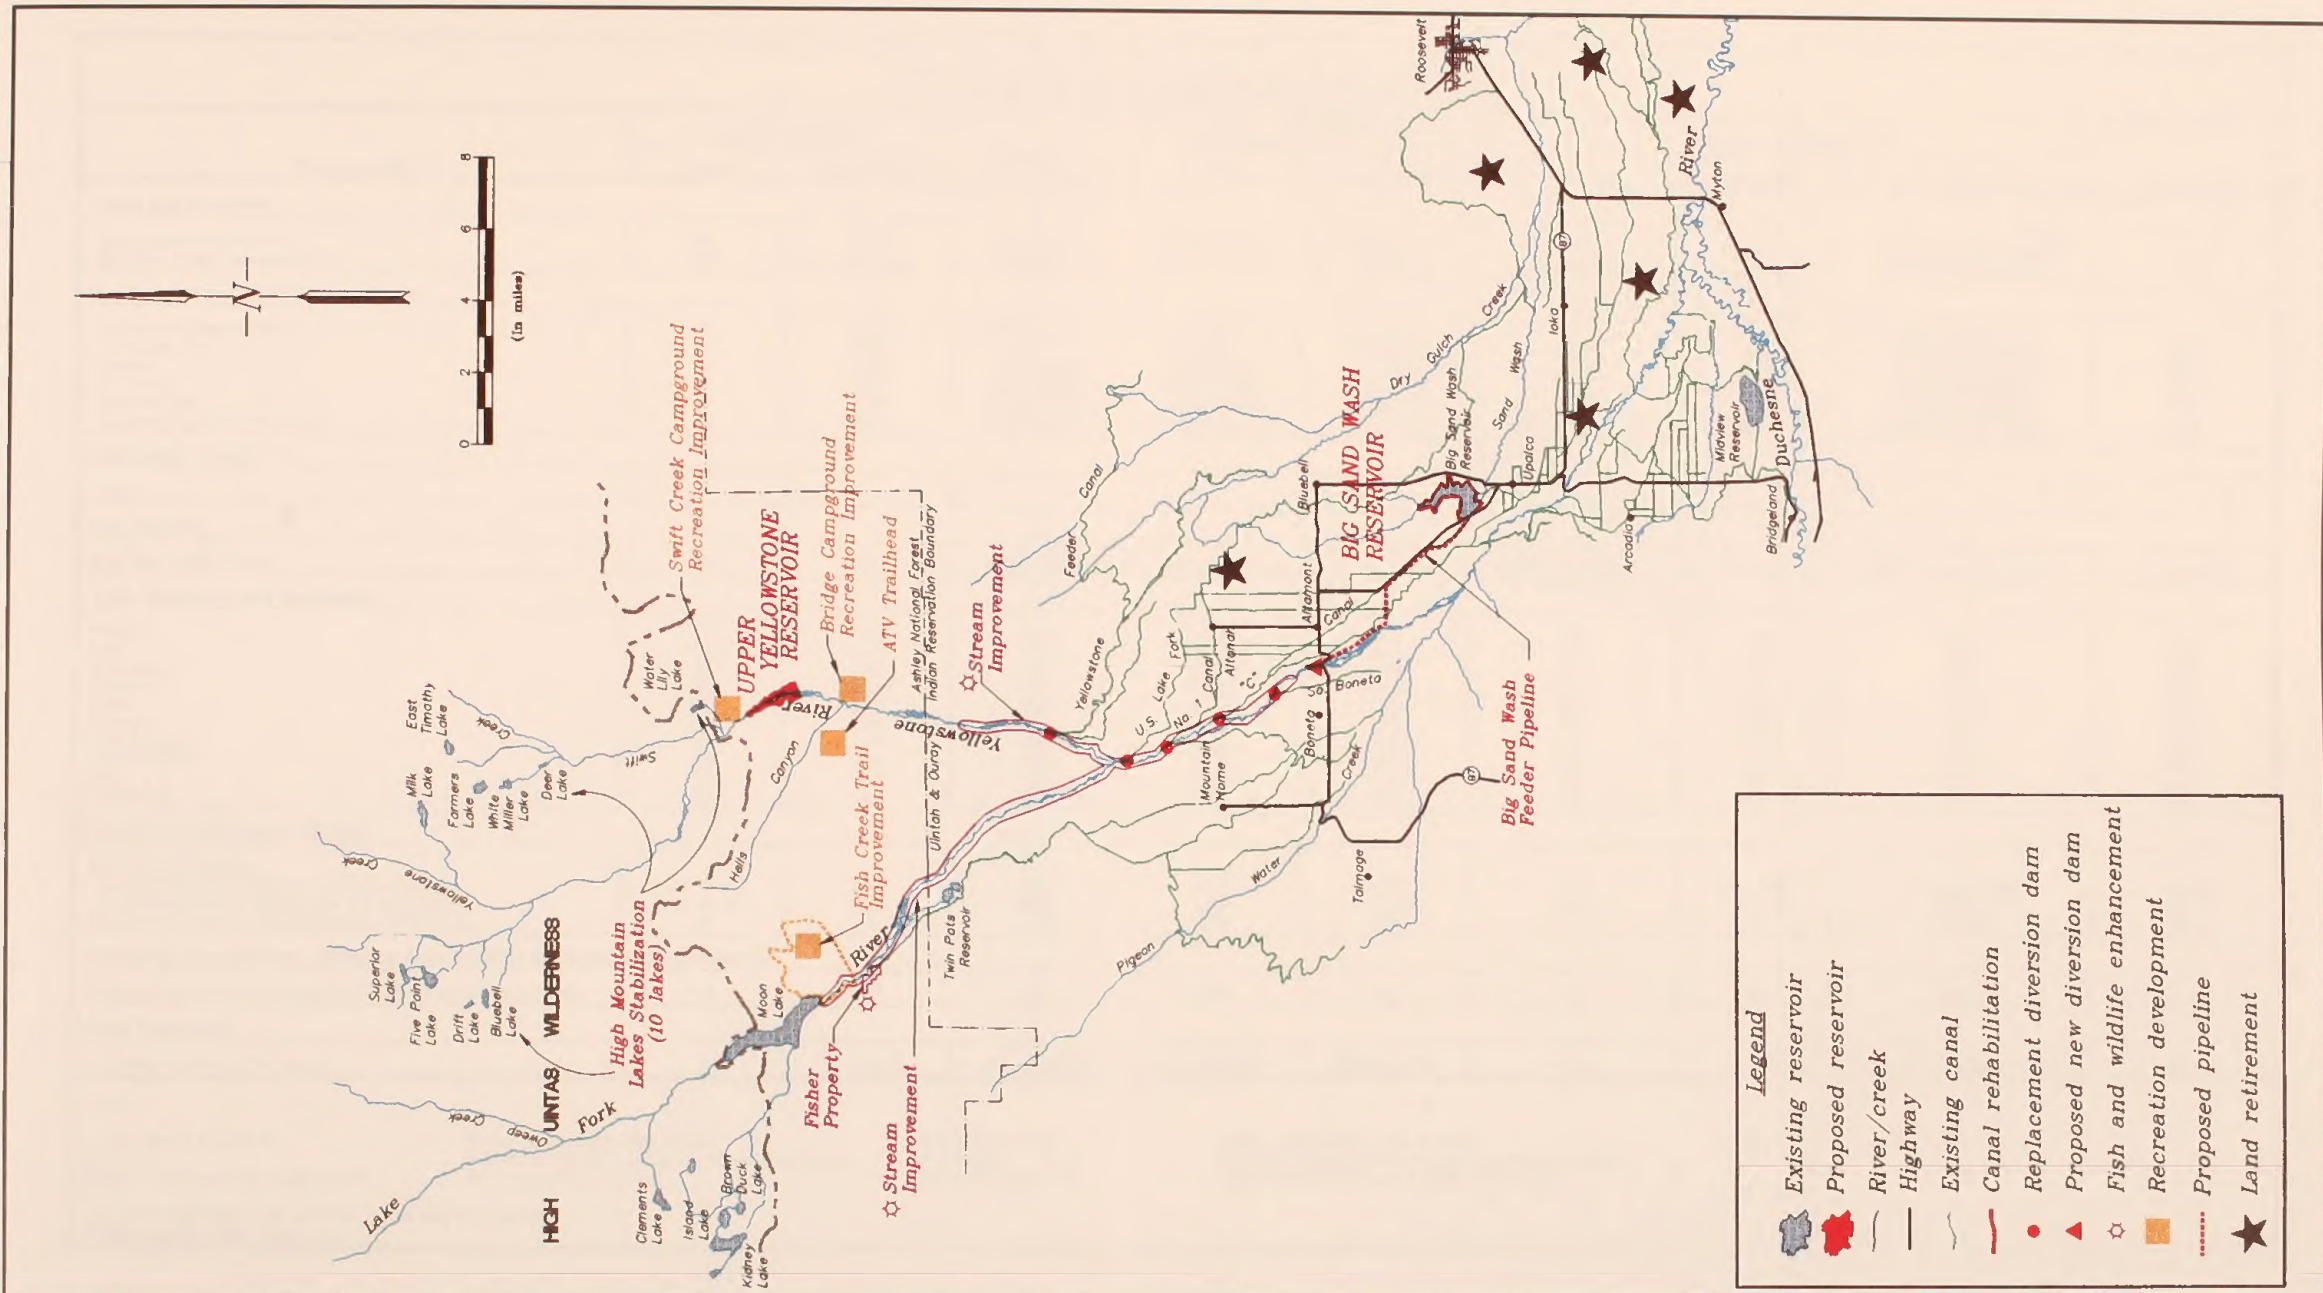 Roosevelt
River
Myton
87
Ioka
Dry
Gulch
Creek
Sand
Wash
Big Sand Wash
Reservoir
BIG SAND WASH
RESERVOIR
Bluebell
Upalco
Midview
Reservoir
Duchesne
Bridgeland
Arcadia
Altamont
Canal
Altonah
Feeder
Canal
Yellowstone
Lake Fork
U.S.
No. 1
Canal
"C"
So. Boneta
Boneta
Mountain
Home
Creek
Water
Pigeon
Talmage
87
Big Sand Wash
Feeder Pipeline
-N-
0
2
4
6
8
(In miles)
Swift Creek Campground
Recreation Improvement
UPPER
YELLOWSTONE
RESERVOIR
Bridge Campground
Recreation Improvement
ATV Trailhead
Ashley National Forest
Indian Reservation Boundary
Uintah & Ouray
Stream
Improvement
River
Yellowstone
Water
Lily
Lake
East
Timothy
Lake
Creek
Swift
Milk
Lake
Farmers
Lake
White
Miller
Lake
Deer
Lake
Canyon
Hells
Creek
Yellowstone
Fish Creek Trail
Improvement
River
Twin Pots
Reservoir
Moon
Lake
Superior
Lake
Five Point
Lake
Drift
Lake
Bluebell
Lake
High Mountain
Lakes Stabilization
(10 lakes)
HIGH UINTAS WILDERNESS
Fisher
Property
Stream
Improvement
Creek
Oweep
Fork
Lake
Clements
Lake
Island
Lake
Brown
Duck
Lake
Kidney
Lake
Legend
Existing reservoir
Proposed reservoir
River/creek
Highway
Existing canal
Canal rehabilitation
Replacement diversion dam
Proposed new diversion dam
Fish and wildlife enhancement
Recreation development
Proposed pipeline
Land retirement